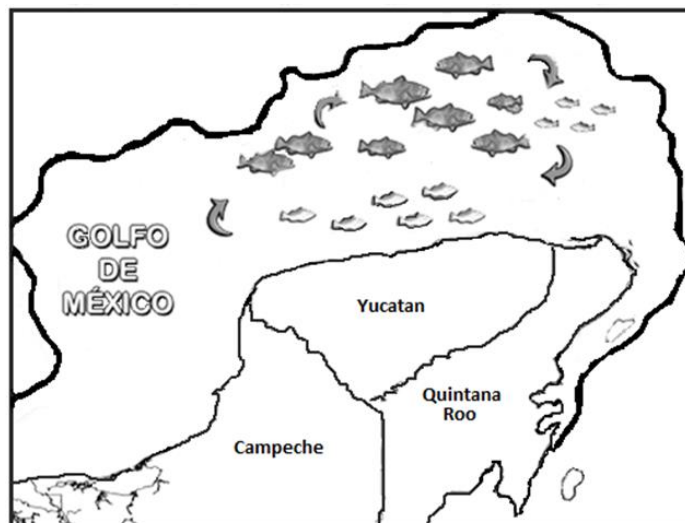 GOLFO
DE
MÉXICO
Yucatan
Quintana
Roo
Campeche